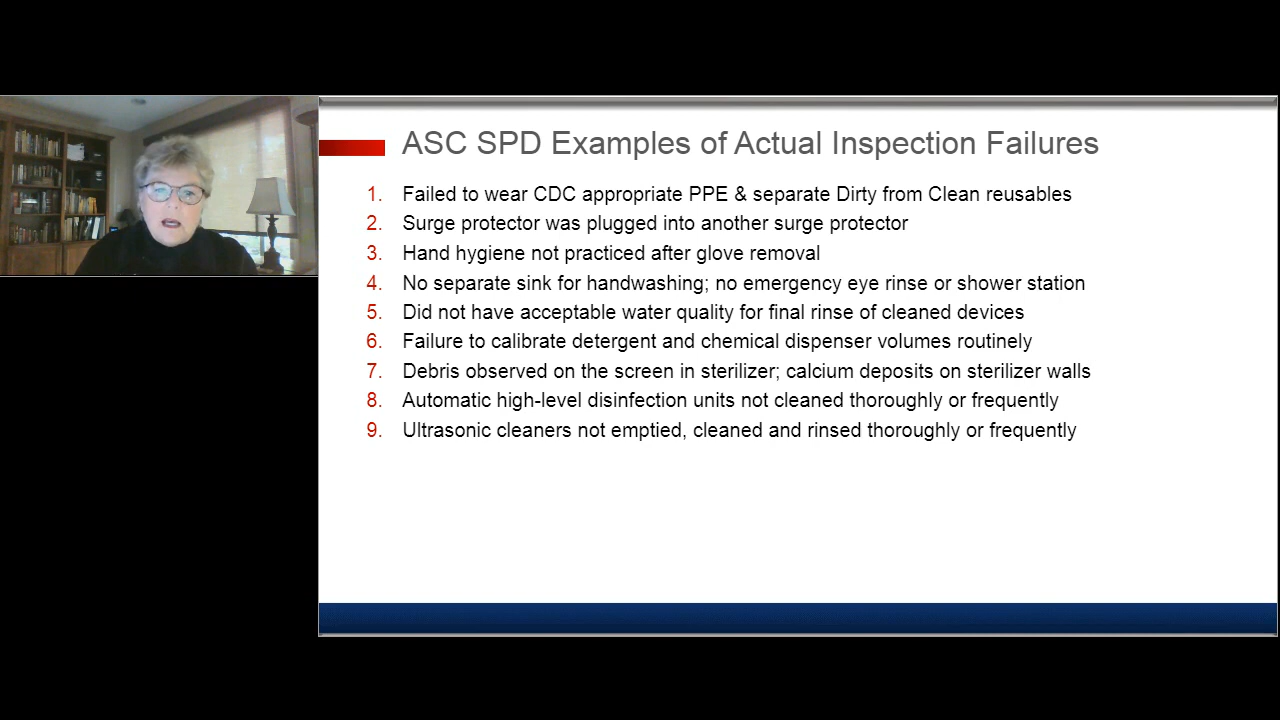 ASC SPD Examples of Actual Inspection Failures
1. Failed to wear CDC appropriate PPE & separate Dirty from Clean reusables
2. Surge protector was plugged into another surge protector
3. Hand hygiene not practiced after glove removal
4. No separate sink for handwashing; no emergency eye rinse or shower station
5. Did not have acceptable water quality for final rinse of cleaned devices
6. Failure to calibrate detergent and chemical dispenser volumes routinely
7. Debris observed on the screen in sterilizer; calcium deposits on sterilizer walls
8. Automatic high-level disinfection units not cleaned thoroughly or frequently
9. Ultrasonic cleaners not emptied, cleaned and rinsed thoroughly or frequently